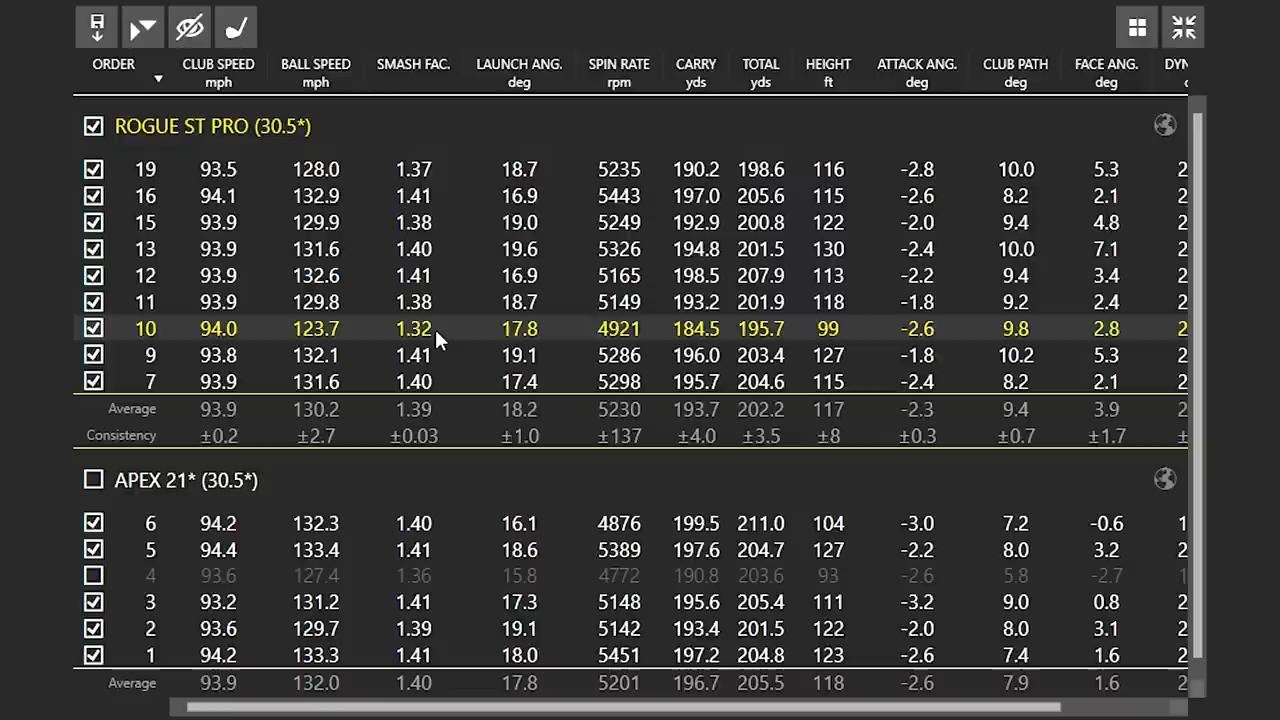 ORDER CLUB SPEED BALL SPEED SMASH FAC. LAUNCH ANG. SPIN RATE CARRY TOTAL HEIGHT ATTACK ANG. CLUB PATH FACE ANG. DYN
mph mph deg rpm yds yds ft deg deg deg
ROGUE ST PRO (30.5*)
19 93.5 128.0 1.37 18.7 5235 190.2 198.6 116 -2.8 10.0 5.3 2
16 94.1 132.9 1.41 16.9 5443 197.0 205.6 115 -2.6 8.2 2.1 2
15 93.9 129.9 1.38 19.0 5249 192.9 200.8 122 -2.0 9.4 4.8 2
13 93.9 131.6 1.40 19.6 5326 194.8 201.5 130 -2.4 10.0 7.1 2
12 93.9 132.6 1.41 16.9 5165 198.5 207.9 113 -2.2 9.4 3.4 2
11 93.9 129.8 1.38 18.7 5149 193.2 201.9 118 -1.8 9.2 2.4 2
10 94.0 123.7 1.32 17.8 4921 184.5 195.7 99 -2.6 9.8 2.8 2
9 93.8 132.1 1.41 19.1 5286 196.0 203.4 127 -1.8 10.2 5.3 2
7 93.9 131.6 1.40 17.4 5298 195.7 204.6 115 -2.4 8.2 2.1 2
Average 93.9 130.2 1.39 18.2 5230 193.7 202.2 117 -2.3 9.4 3.9 2
Consistency ±0.2 ±2.7 ±0.03 ±1.0 ±137 ±4.0 ±3.5 ±8 ±0.3 ±0.7 ±1.7 ±
APEX 21* (30.5*)
6 94.2 132.3 1.40 16.1 4876 199.5 211.0 104 -3.0 7.2 -0.6 1
5 94.4 133.4 1.41 18.6 5389 197.6 204.7 127 -2.2 8.0 3.2 2
4 93.6 127.4 1.36 15.8 4772 190.8 203.6 93 -2.6 5.8 -2.7 1
3 93.2 131.2 1.41 17.3 5148 195.6 205.4 111 -3.2 9.0 0.8 2
2 93.6 129.7 1.39 19.1 5142 193.4 201.5 122 -2.0 8.0 3.1 2
1 94.2 133.3 1.41 18.0 5451 197.2 204.8 123 -2.6 7.4 1.6 2
Average 93.9 132.0 1.40 17.8 5201 196.7 205.5 118 -2.6 7.9 1.6 2